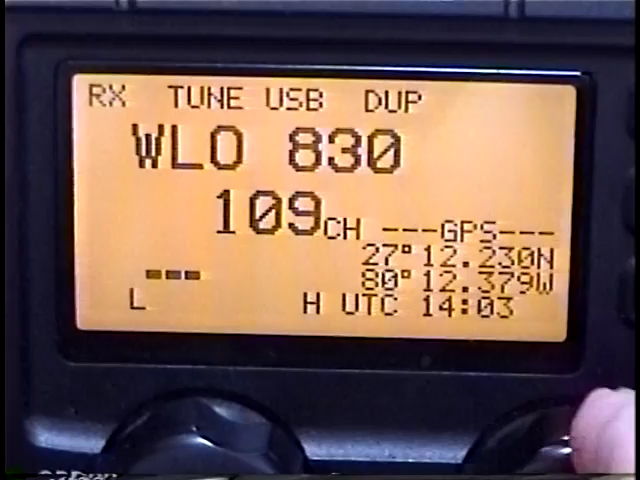 RX TUNE USB DUP
WLO 830
109CH ---GPS---
27°12.230N
80°12.379W
L H UTC 14:03